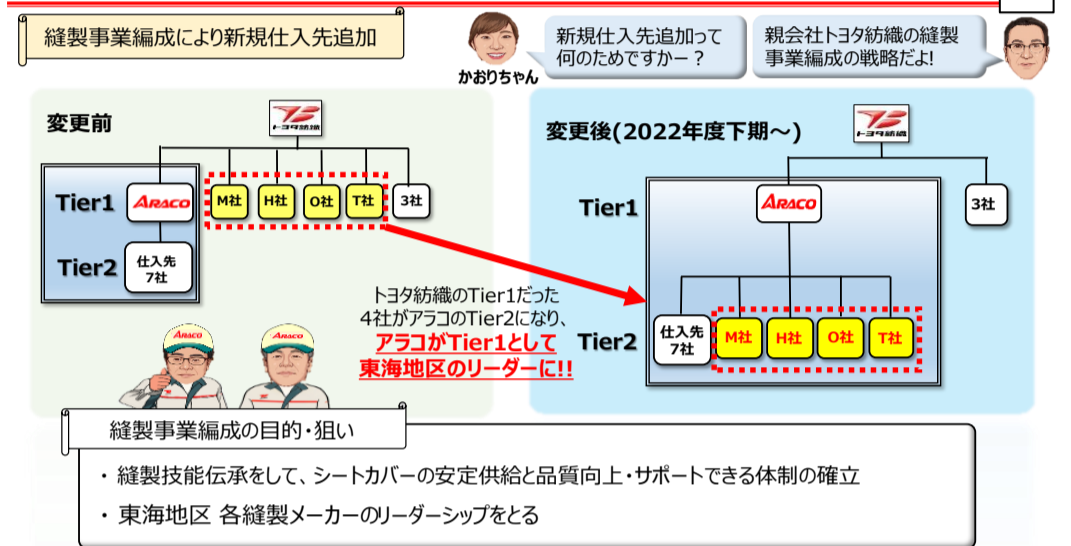 縫製事業編成により新規仕入先追加
かおりちゃん
新規仕入先追加って
何のためですかー？
親会社トヨタ紡織の縫製
事業編成の戦略だよ!
変更前
トヨタ紡織
Tier1
ARACO
M社
H社
O社
T社
3社
Tier2
仕入先
7社
変更後(2022年度下期～)
トヨタ紡織
Tier1
ARACO
3社
Tier2
仕入先
7社
M社
H社
O社
T社
トヨタ紡織のTier1だった
4社がアラコのTier2になり、
アラコがTier1として
東海地区のリーダーに!!
ARACO
ARACO
縫製事業編成の目的・狙い
・縫製技能伝承をして、シートカバーの安定供給と品質向上・サポートできる体制の確立
・東海地区 各縫製メーカーのリーダーシップをとる